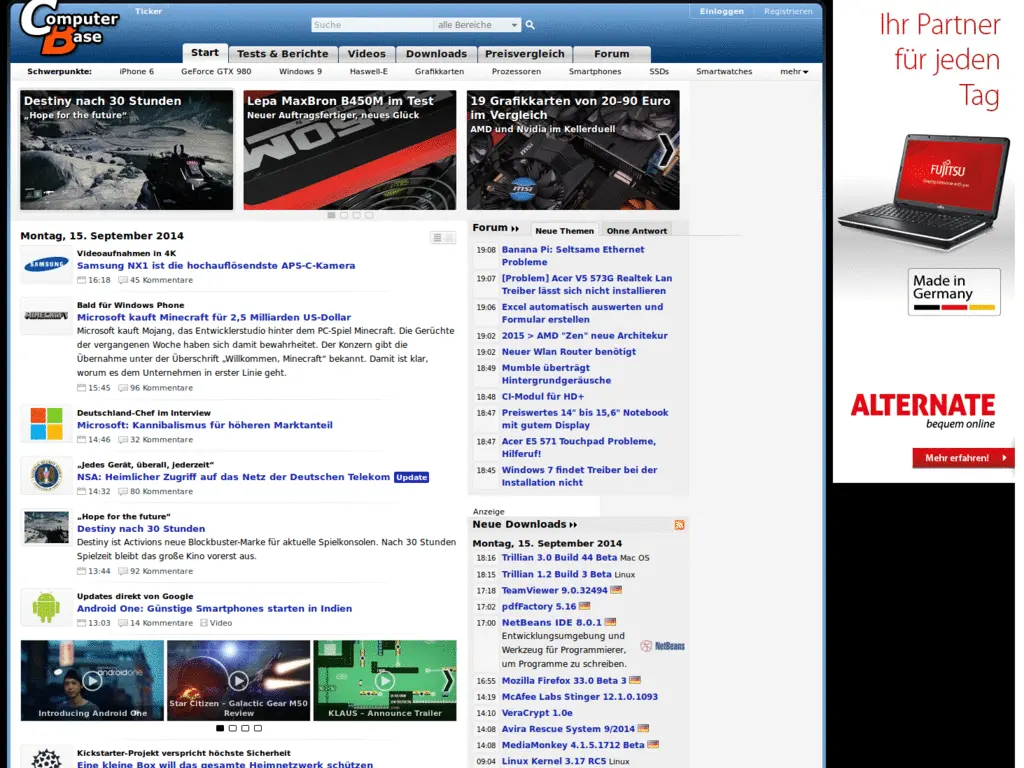 Computer Base
Ticker
Einloggen
Registrieren
Suche
alle Bereiche
Start
Tests & Berichte
Videos
Downloads
Preisvergleich
Forum
Schwerpunkte:
iPhone 6
GeForce GTX 980
Windows 9
Haswell-E
Grafikkarten
Prozessoren
Smartphones
SSDs
Smartwatches
mehr
Destiny nach 30 Stunden
„Hope for the future“
Lepa MaxBron B450M im Test
Neuer Auftragsfertiger, neues Glück
19 Grafikkarten von 20–90 Euro
im Vergleich
AMD und Nvidia im Kellerduell
Montag, 15. September 2014
SAMSUNG
Videoaufnahmen in 4K
Samsung NX1 ist die hochauflösendste APS-C-Kamera
16:18 45 Kommentare
MINECRAFT
Bald für Windows Phone
Microsoft kauft Minecraft für 2,5 Milliarden US-Dollar
Microsoft kauft Mojang, das Entwicklerstudio hinter dem PC-Spiel Minecraft. Die Gerüchte
der vergangenen Woche haben sich damit bewahrheitet. Der Konzern gibt die
Übernahme unter der Überschrift „Willkommen, Minecraft“ bekannt. Damit ist klar,
worum es dem Unternehmen in erster Linie geht.
15:45 96 Kommentare
Deutschland-Chef im Interview
Microsoft: Kannibalismus für höheren Marktanteil
14:46 32 Kommentare
„Jedes Gerät, überall, jederzeit“
NSA: Heimlicher Zugriff auf das Netz der Deutschen Telekom Update
14:32 80 Kommentare
„Hope for the future“
Destiny nach 30 Stunden
Destiny ist Activions neue Blockbuster-Marke für aktuelle Spielkonsolen. Nach 30 Stunden
Spielzeit bleibt das große Kino vorerst aus.
13:44 92 Kommentare
Updates direkt von Google
Android One: Günstige Smartphones starten in Indien
13:03 14 Kommentare Video
androidone
Introducing Android One
Star Citizen – Galactic Gear M50
Review
KLAUS – Announce Trailer
Kickstarter-Projekt verspricht höchste Sicherheit
Eine kleine Box will das gesamte Heimnetzwerk schützen
Forum
Neue Themen
Ohne Antwort
19:08 Banana Pi: Seltsame Ethernet
Probleme
19:07 [Problem] Acer V5 573G Realtek Lan
Treiber lässt sich nicht installieren
19:06 Excel automatisch auswerten und
Formular erstellen
19:02 2015 > AMD "Zen" neue Architekur
19:02 Neuer Wlan Router benötigt
18:49 Mumble überträgt
Hintergrundgeräusche
18:48 CI-Modul für HD+
18:47 Preiswertes 14" bis 15,6" Notebook
mit gutem Display
18:47 Acer E5 571 Touchpad Probleme,
Hilferuf!
18:45 Windows 7 findet Treiber bei der
Installation nicht
Anzeige
Neue Downloads
Montag, 15. September 2014
18:16 Trillian 3.0 Build 44 Beta Mac OS
18:15 Trillian 1.2 Build 3 Beta Linux
17:18 TeamViewer 9.0.32494
17:02 pdfFactory 5.16
17:00 NetBeans IDE 8.0.1
Entwicklungsumgebung und
Werkzeug für Programmierer,
um Programme zu schreiben.
NetBeans
16:55 Mozilla Firefox 33.0 Beta 3
14:19 McAfee Labs Stinger 12.1.0.1093
14:10 VeraCrypt 1.0e
14:08 Avira Rescue System 9/2014
14:08 MediaMonkey 4.1.5.1712 Beta
09:04 Linux Kernel 3.17 RC5 Linux
Ihr Partner
für jeden
Tag
FUJITSU
Made in
Germany
ALTERNATE
bequem online
Mehr erfahren!